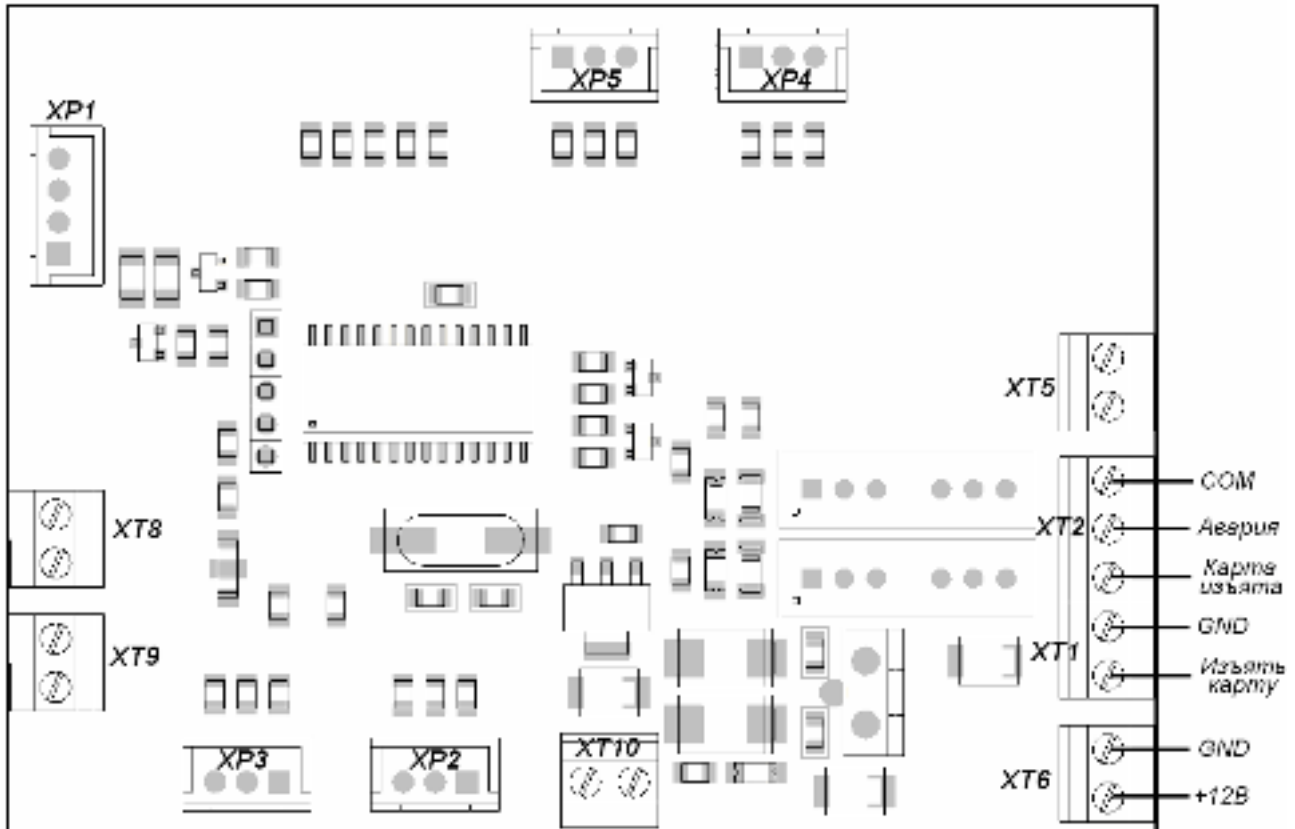 XP5
XP4
XP1
XT5
COM
XT2
Авария
XT8
Карта
изъята
GND
XT9
XT1
Изъять
карту
XP3
XP2
XT10
GND
XT6
+12В